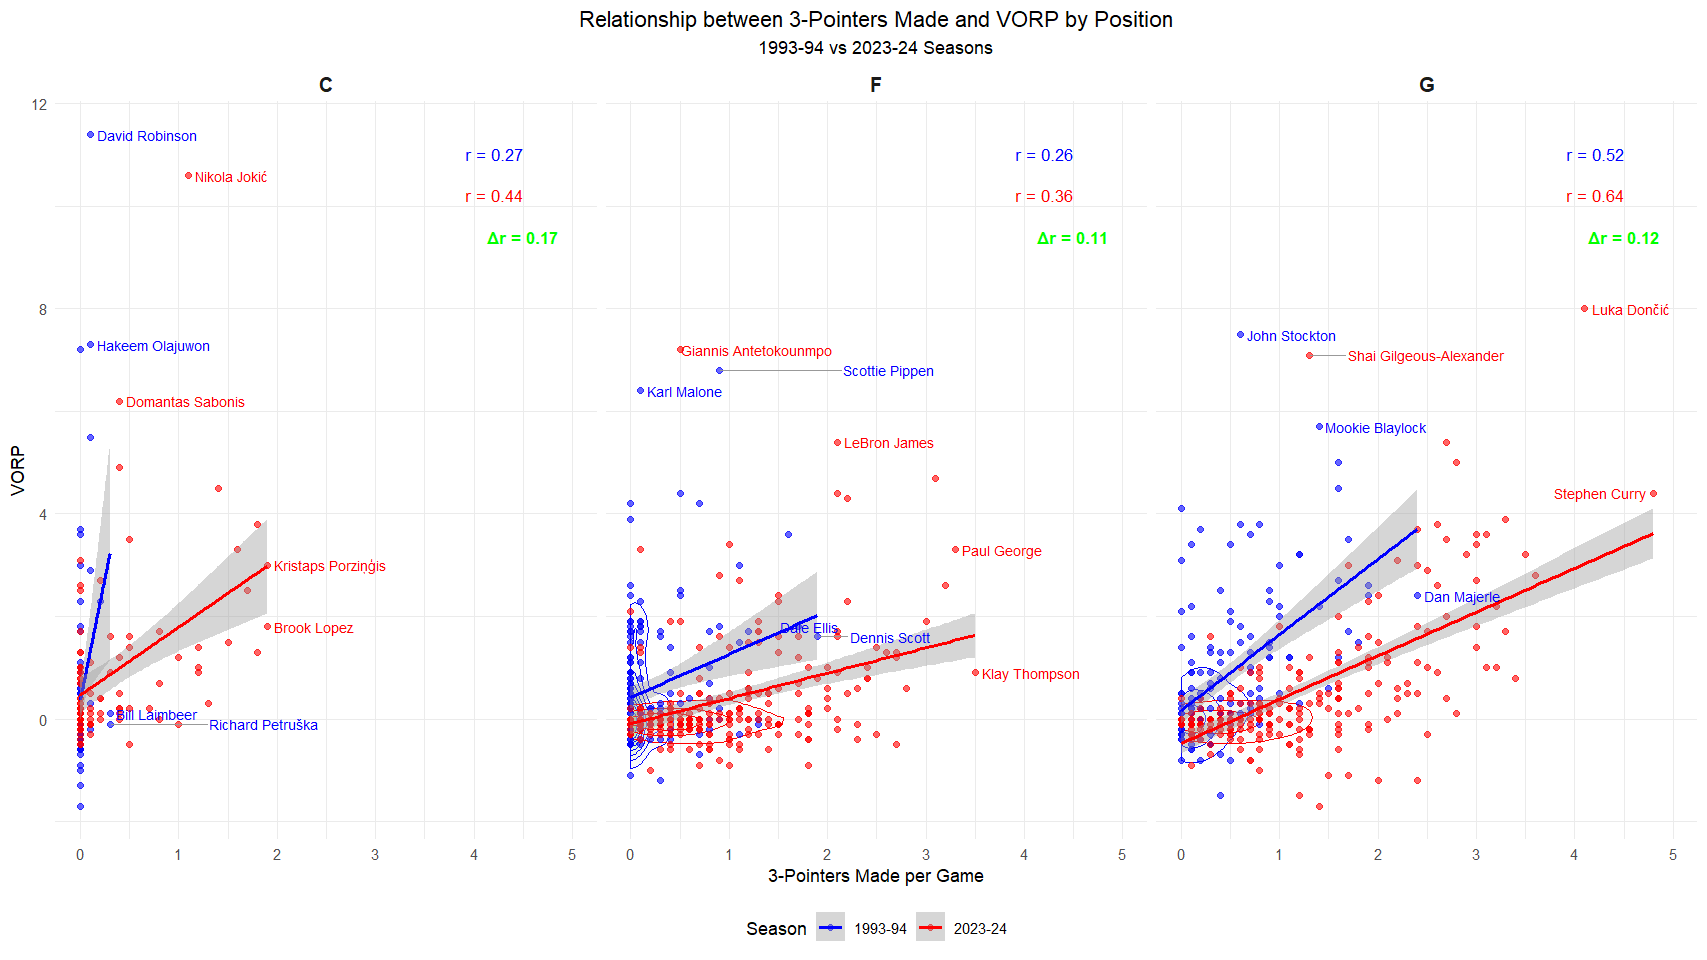 Relationship between 3-Pointers Made and VORP by Position
1993-94 vs 2023-24 Seasons
C
F
G
VORP
12
8
4
0
David Robinson
Nikola Jokić
r = 0.27
r = 0.44
Δr = 0.17
Hakeem Olajuwon
Domantas Sabonis
Kristaps Porziņģis
Brook Lopez
Bill Laimbeer
Richard Petruška
r = 0.26
r = 0.36
Δr = 0.11
Giannis Antetokounmpo
Scottie Pippen
Karl Malone
LeBron James
Paul George
Dale Ellis
Dennis Scott
Klay Thompson
r = 0.52
r = 0.64
Δr = 0.12
Luka Dončić
John Stockton
Shai Gilgeous-Alexander
Mookie Blaylock
Stephen Curry
Dan Majerle
0 1 2 3 4 5
0 1 2 3 4 5
0 1 2 3 4 5
3-Pointers Made per Game
Season 1993-94 2023-24